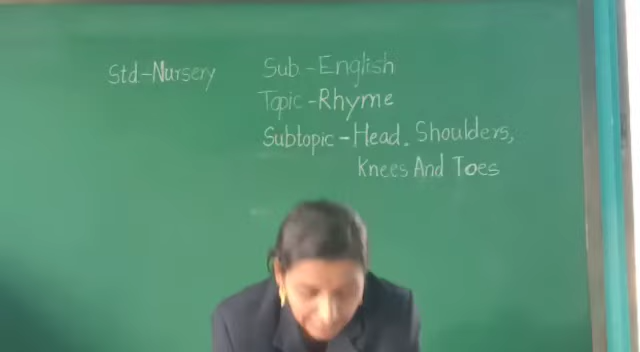 Std-Nursery
Sub-English
Topic-Rhyme
Subtopic-Head. Shoulders,
Knees And Toes